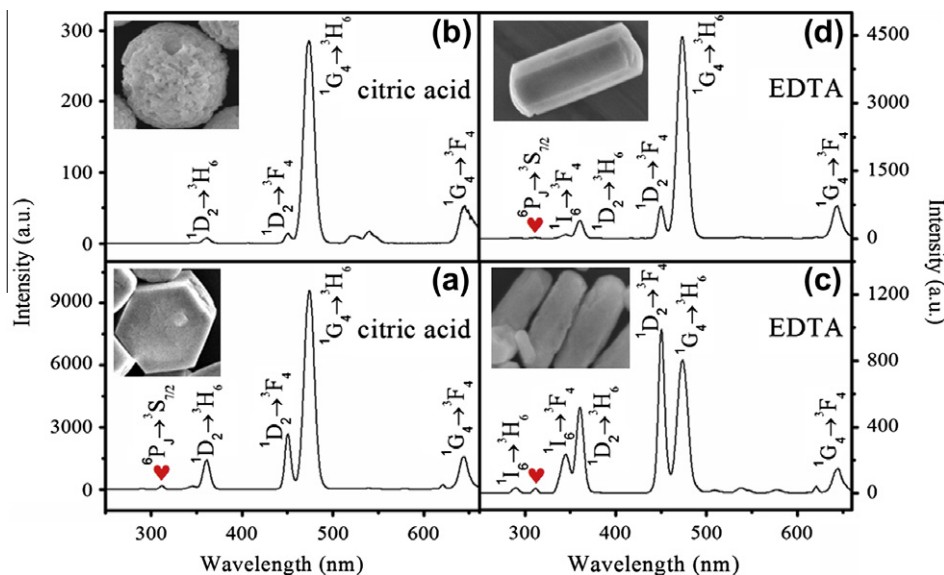 (b)
citric acid
¹D₂→³H₆
¹D₂→³F₄
¹G₄→³H₆
¹G₄→³F₄
300
200
100
0
(d)
EDTA
⁶P_J→³S₇/₂
¹I₆→³F₄
¹D₂→³H₆
¹D₂→³F₄
¹G₄→³H₆
¹G₄→³F₄
4500
3000
1500
0
(a)
citric acid
⁶P_J→³S₇/₂
¹D₂→³H₆
¹D₂→³F₄
¹G₄→³H₆
¹G₄→³F₄
9000
6000
3000
0
(c)
EDTA
¹I₆→³H₆
¹I₆→³F₄
¹D₂→³H₆
¹D₂→³F₄
¹G₄→³H₆
¹G₄→³F₄
1200
800
400
0
Intensity (a.u.)
Intensity (a.u.)
300 400 500 600
300 400 500 600
Wavelength (nm)
Wavelength (nm)